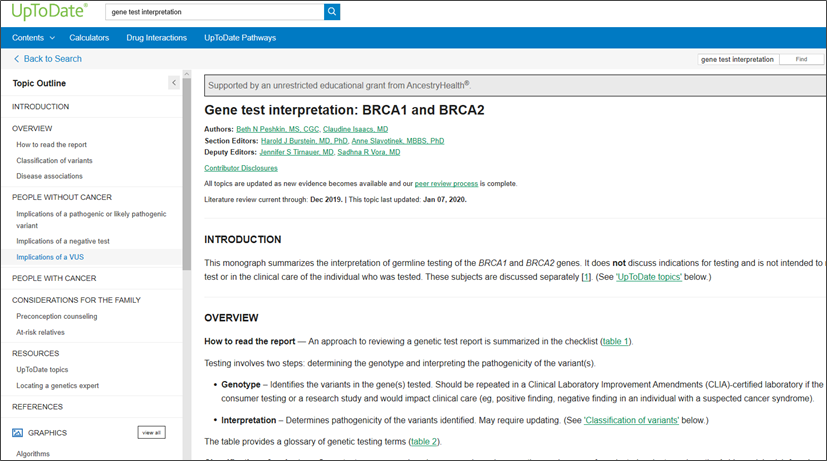 UpToDate®
gene test interpretation
Contents
Calculators
Drug Interactions
UpToDate Pathways
Back to Search
gene test interpretation
Find
Topic Outline
INTRODUCTION
OVERVIEW
How to read the report
Classification of variants
Disease associations
PEOPLE WITHOUT CANCER
Implications of a pathogenic or likely pathogenic
variant
Implications of a negative test
Implications of a VUS
PEOPLE WITH CANCER
CONSIDERATIONS FOR THE FAMILY
Preconception counseling
At-risk relatives
RESOURCES
UpToDate topics
Locating a genetics expert
REFERENCES
GRAPHICS
view all
Algorithms
Supported by an unrestricted educational grant from AncestryHealth®.
Gene test interpretation: BRCA1 and BRCA2
Authors: Beth N Peshkin, MS, CGC, Claudine Isaacs, MD
Section Editors: Harold J Burstein, MD, PhD, Anne Slavotinek, MBBS, PhD
Deputy Editors: Jennifer S Tirnauer, MD, Sadhna R Vora, MD
Contributor Disclosures
All topics are updated as new evidence becomes available and our peer review process is complete.
Literature review current through: Dec 2019. | This topic last updated: Jan 07, 2020.
INTRODUCTION
This monograph summarizes the interpretation of germline testing of the BRCA1 and BRCA2 genes. It does not discuss indications for testing and is not intended to
test or in the clinical care of the individual who was tested. These subjects are discussed separately [1]. (See 'UpToDate topics' below.)
OVERVIEW
How to read the report — An approach to reviewing a genetic test report is summarized in the checklist (table 1).
Testing involves two steps: determining the genotype and interpreting the pathogenicity of the variant(s).
• Genotype – Identifies the variants in the gene(s) tested. Should be repeated in a Clinical Laboratory Improvement Amendments (CLIA)-certified laboratory if the
consumer testing or a research study and would impact clinical care (eg, positive finding, negative finding in an individual with a suspected cancer syndrome).
• Interpretation – Determines pathogenicity of the variants identified. May require updating. (See 'Classification of variants' below.)
The table provides a glossary of genetic testing terms (table 2).